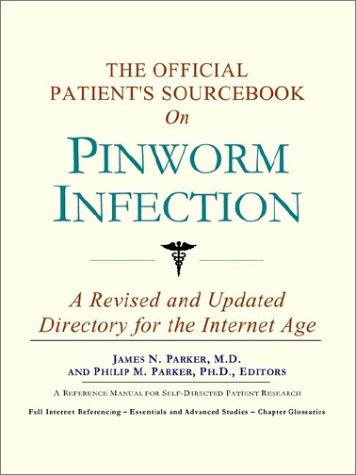 THE OFFICIAL
PATIENT'S SOURCEBOOK
On
PINWORM
INFECTION
A Revised and Updated
Directory for the Internet Age
JAMES N. PARKER, M.D.
AND PHILIP M. PARKER, PH.D., EDITORS
A REFERENCE MANUAL FOR SELF-DIRECTED PATIENT RESEARCH
Full Internet Referencing – Essentials and Advanced Studies – Chapter Glossaries